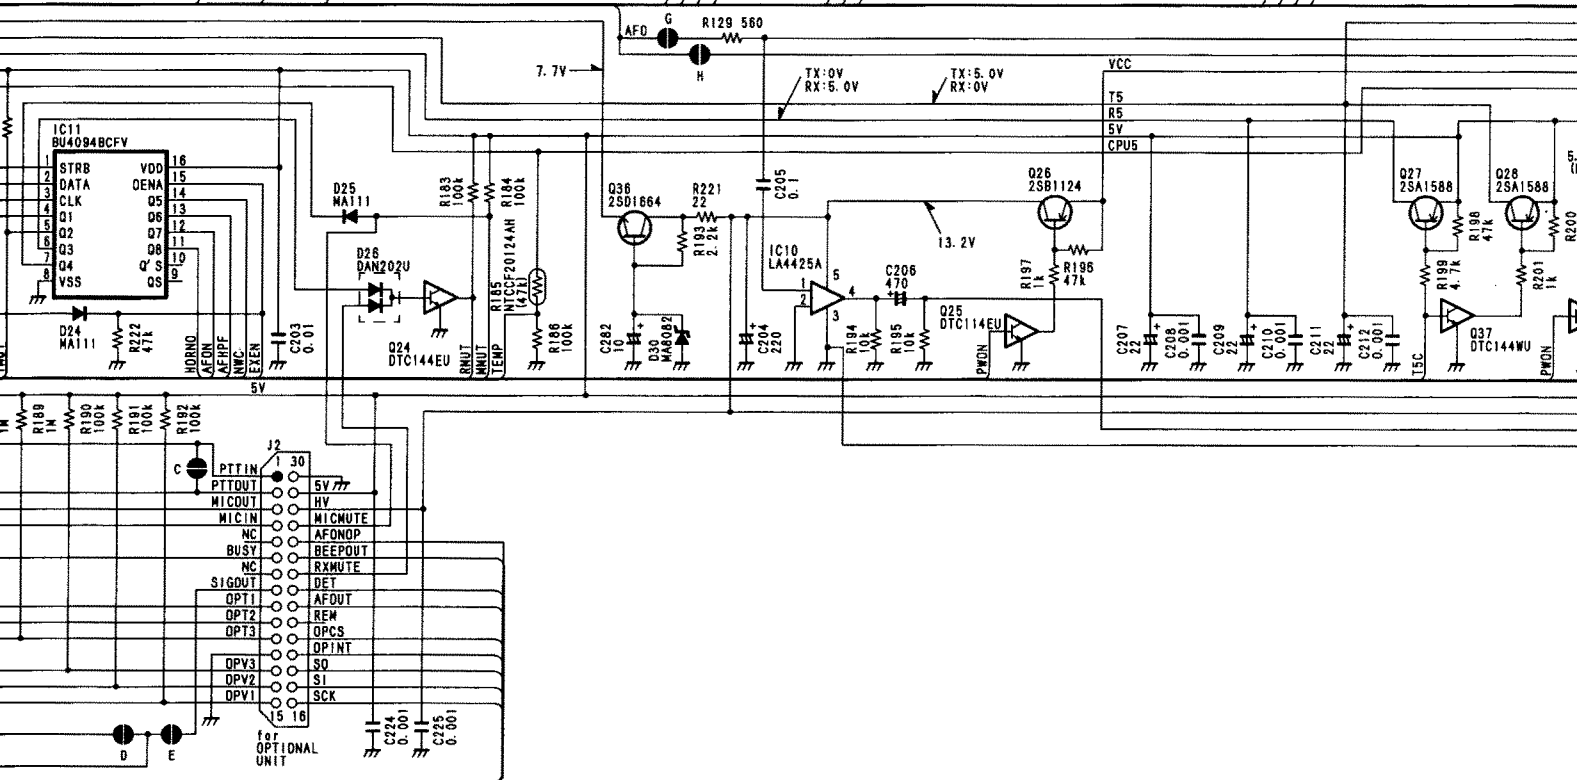 G
AFO
R129 560
H
7.7V
TX:0V
RX:5.0V
TX:5.0V
RX:0V
VCC
T5
R5
5V
CPU5
IC11
BU4094BCFV
1 STRB VDD 16
2 DATA OENA 15
3 CLK Q5 14
4 Q1 Q6 13
5 Q2 Q7 12
6 Q3 Q8 11
7 Q4 Q'S 10
8 VSS QS 9
D25
MA111
D26
DAN202U
D24
MA111
R222
47k
C203
0.01
HORNO
AFON
AFHPF
NWC
EXEN
Q24
DTC144EU
R183
100k
R184
100k
R185
NTCCF20124AH
(47k)
R186
100k
RMUT
MMUT
TEMP
Q36
2SD1664
R221
22
R193
2.2k
C282
10
D30
MA8082
C204
220
C205
0.1
IC10
LA4425A
1
2
5
4
3
C206
470
R194
10k
R195
10k
13.2V
Q26
2SB1124
R197
1k
R196
47k
Q25
DTC114EU
PWON
C207
22
C208
0.001
C209
22
C210
0.001
C211
22
C212
0.001
Q27
2SA1588
Q28
2SA1588
R198
47k
R199
4.7k
R201
1k
R200
Q37
DTC144WU
T5C
PWON
5V
1M
R189
1M
R190
100k
R191
100k
R192
100k
C
J2
1 30
PTTIN
PTTOUT 5V
MICOUT HV
MICIN MICMUTE
NC AFONOP
BUSY BEEPOUT
NC RXMUTE
SIGOUT DET
OPT1 AFOUT
OPT2 REM
OPT3 OPCS
OPINT
OPV3 SO
OPV2 SI
OPV1 SCK
15 16
for
OPTIONAL
UNIT
D
E
C224
0.001
C225
0.001